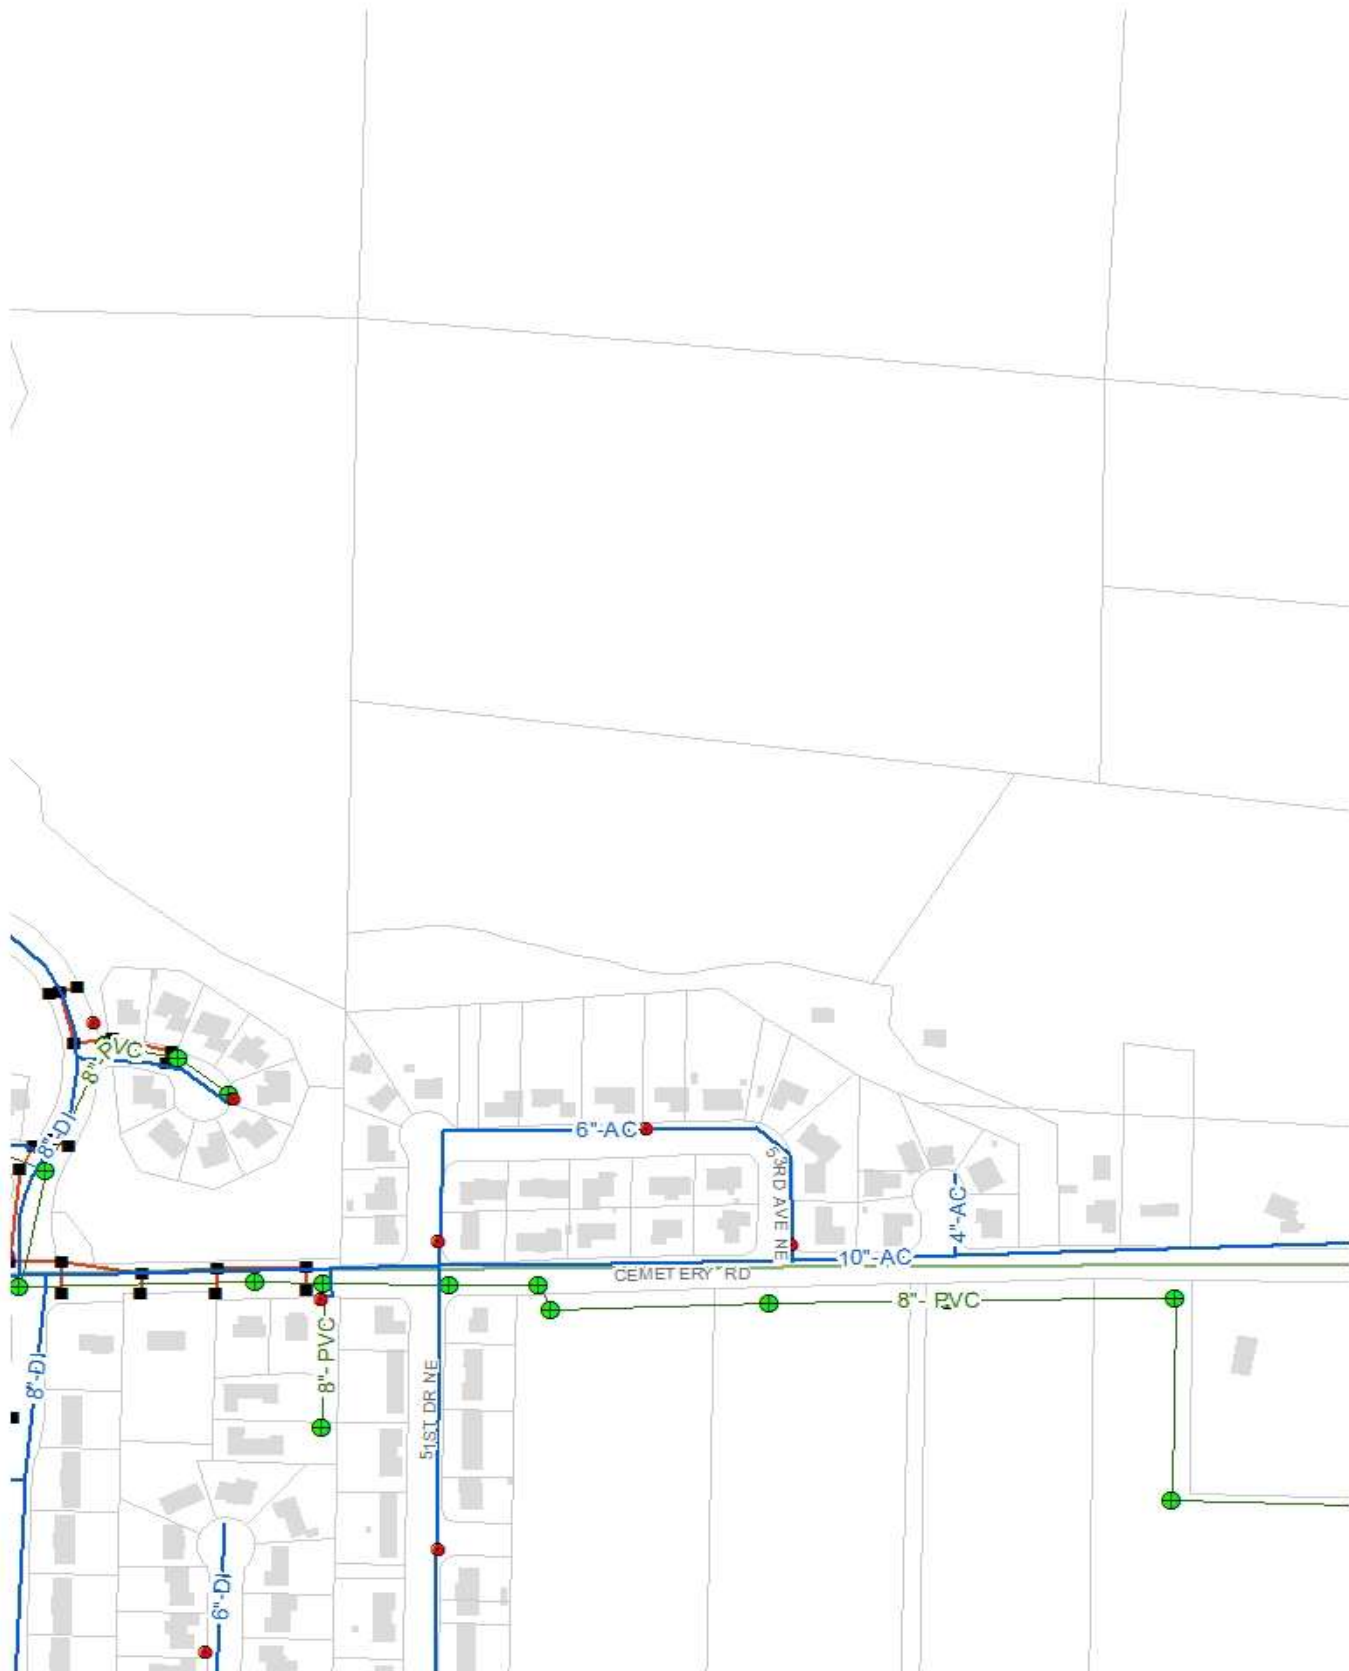 8"-PVC
8"-DI
6"-AC
53RD AVE NE
4"-AC
10"-AC
CEMETERY RD
8"- PVC
8"- PVC
8"-DI
51ST DR NE
6"-DI